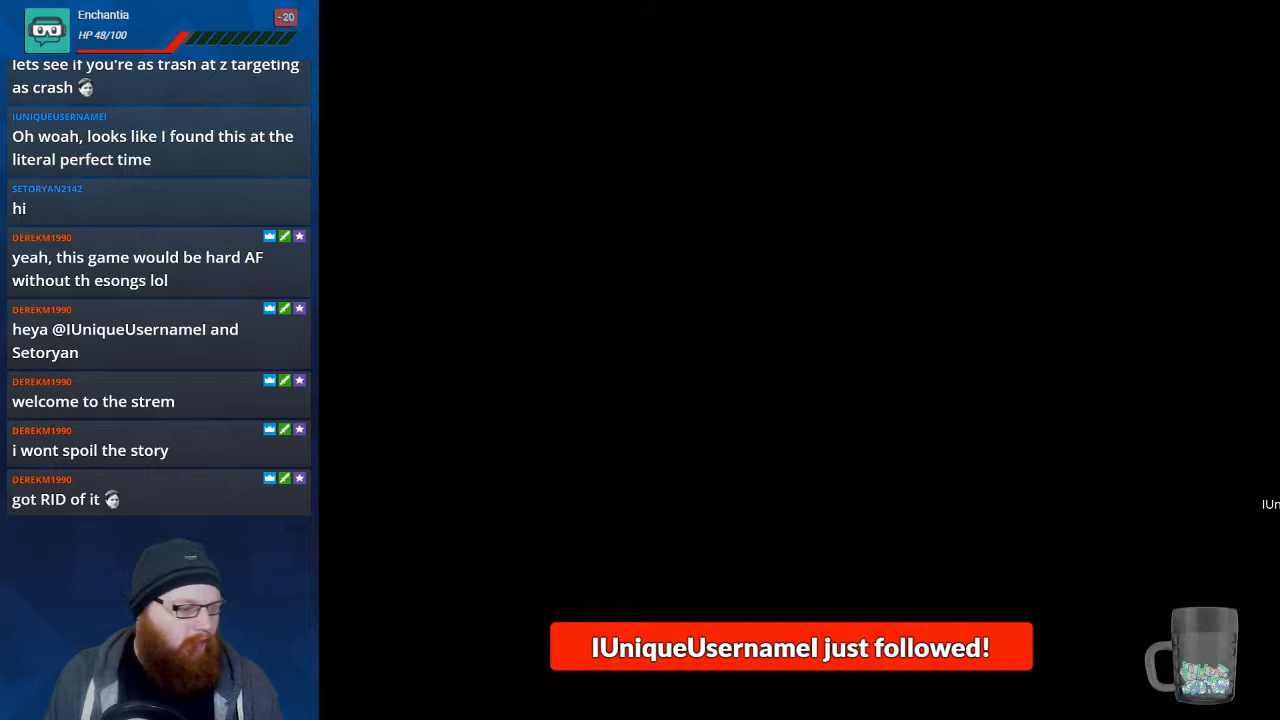 Enchantia
-20
HP 48/100
lets see if you're as trash at z targeting
as crash
IUNIQUEUSERNAMEI
Oh woah, looks like I found this at the
literal perfect time
SETORYAN2142
hi
DEREKM1990
yeah, this game would be hard AF
without th esongs lol
DEREKM1990
heya @IUniqueUsernameI and
Setoryan
DEREKM1990
welcome to the strem
DEREKM1990
i wont spoil the story
DEREKM1990
got RID of it
IUn
IUniqueUsernameI just followed!